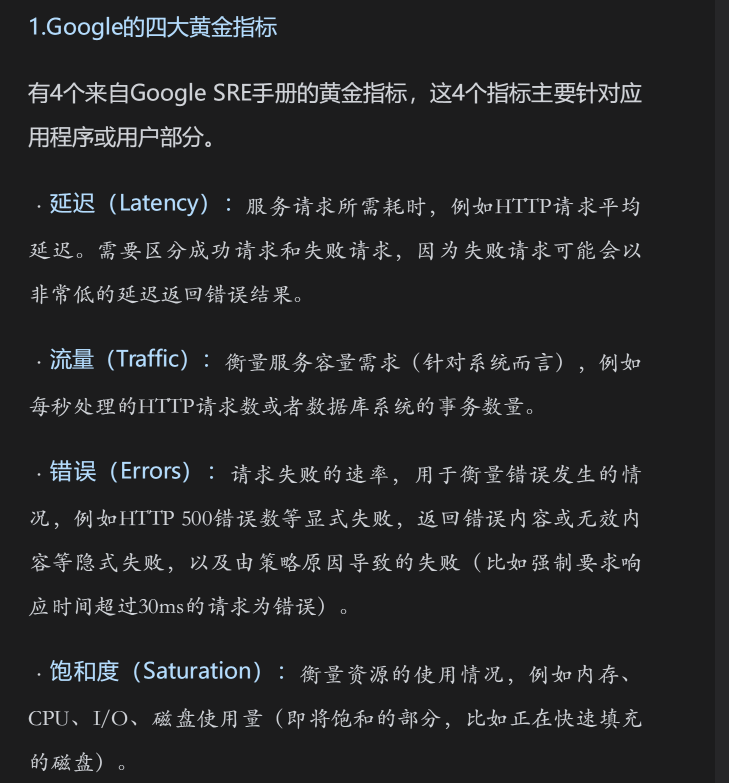 1.Google的四大黄金指标
有4个来自Google SRE手册的黄金指标，这4个指标主要针对应
用程序或用户部分。
·延迟（Latency）：服务请求所需耗时，例如HTTP请求平均
延迟。需要区分成功请求和失败请求，因为失败请求可能会以
非常低的延迟返回错误结果。
·流量（Traffic）：衡量服务容量需求（针对系统而言），例如
每秒处理的HTTP请求数或者数据库系统的事务数量。
·错误（Errors）：请求失败的速率，用于衡量错误发生的情
况，例如HTTP 500错误数等显式失败，返回错误内容或无效内
容等隐式失败，以及由策略原因导致的失败（比如强制要求响
应时间超过30ms的请求为错误）。
·饱和度（Saturation）：衡量资源的使用情况，例如内存、
CPU、I/O、磁盘使用量（即将饱和的部分，比如正在快速填充
的磁盘）。